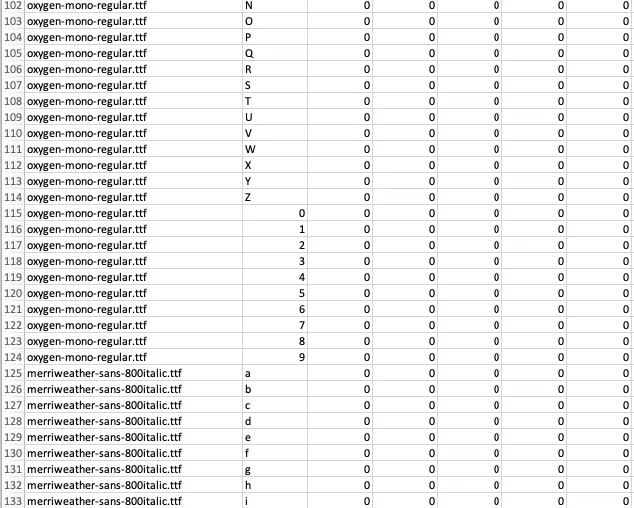 102 oxygen-mono-regular.ttf N 0 0 0 0 0
103 oxygen-mono-regular.ttf O 0 0 0 0 0
104 oxygen-mono-regular.ttf P 0 0 0 0 0
105 oxygen-mono-regular.ttf Q 0 0 0 0 0
106 oxygen-mono-regular.ttf R 0 0 0 0 0
107 oxygen-mono-regular.ttf S 0 0 0 0 0
108 oxygen-mono-regular.ttf T 0 0 0 0 0
109 oxygen-mono-regular.ttf U 0 0 0 0 0
110 oxygen-mono-regular.ttf V 0 0 0 0 0
111 oxygen-mono-regular.ttf W 0 0 0 0 0
112 oxygen-mono-regular.ttf X 0 0 0 0 0
113 oxygen-mono-regular.ttf Y 0 0 0 0 0
114 oxygen-mono-regular.ttf Z 0 0 0 0 0
115 oxygen-mono-regular.ttf 0 0 0 0 0 0
116 oxygen-mono-regular.ttf 1 0 0 0 0 0
117 oxygen-mono-regular.ttf 2 0 0 0 0 0
118 oxygen-mono-regular.ttf 3 0 0 0 0 0
119 oxygen-mono-regular.ttf 4 0 0 0 0 0
120 oxygen-mono-regular.ttf 5 0 0 0 0 0
121 oxygen-mono-regular.ttf 6 0 0 0 0 0
122 oxygen-mono-regular.ttf 7 0 0 0 0 0
123 oxygen-mono-regular.ttf 8 0 0 0 0 0
124 oxygen-mono-regular.ttf 9 0 0 0 0 0
125 merriweather-sans-800italic.ttf a 0 0 0 0 0
126 merriweather-sans-800italic.ttf b 0 0 0 0 0
127 merriweather-sans-800italic.ttf c 0 0 0 0 0
128 merriweather-sans-800italic.ttf d 0 0 0 0 0
129 merriweather-sans-800italic.ttf e 0 0 0 0 0
130 merriweather-sans-800italic.ttf f 0 0 0 0 0
131 merriweather-sans-800italic.ttf g 0 0 0 0 0
132 merriweather-sans-800italic.ttf h 0 0 0 0 0
133 merriweather-sans-800italic.ttf i 0 0 0 0 0